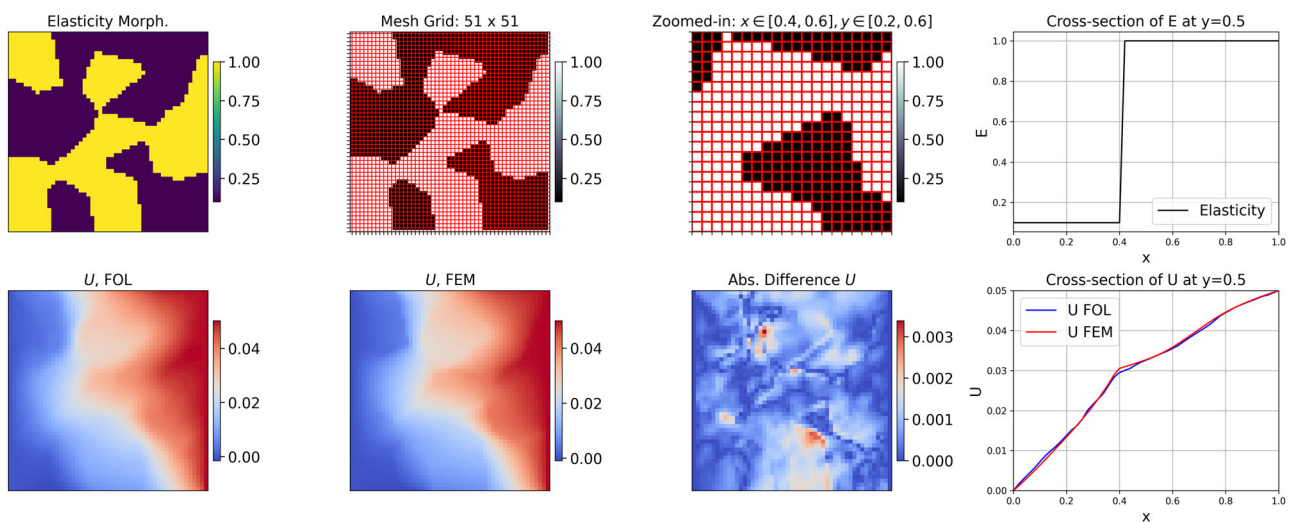 Elasticity Morph.
1.00
0.75
0.50
0.25
Mesh Grid: 51 x 51
1.00
0.75
0.50
0.25
Zoomed-in: x ∈ [0.4, 0.6], y ∈ [0.2, 0.6]
1.00
0.75
0.50
0.25
Cross-section of E at y=0.5
1.0
0.8
0.6
0.4
0.2
E
Elasticity
0.0 0.2 0.4 0.6 0.8 1.0
x
U, FOL
0.04
0.02
0.00
U, FEM
0.04
0.02
0.00
Abs. Difference U
0.003
0.002
0.001
0.000
Cross-section of U at y=0.5
0.05
0.04
0.03
0.02
0.01
0.00
U
U FOL
U FEM
0.0 0.2 0.4 0.6 0.8 1.0
x